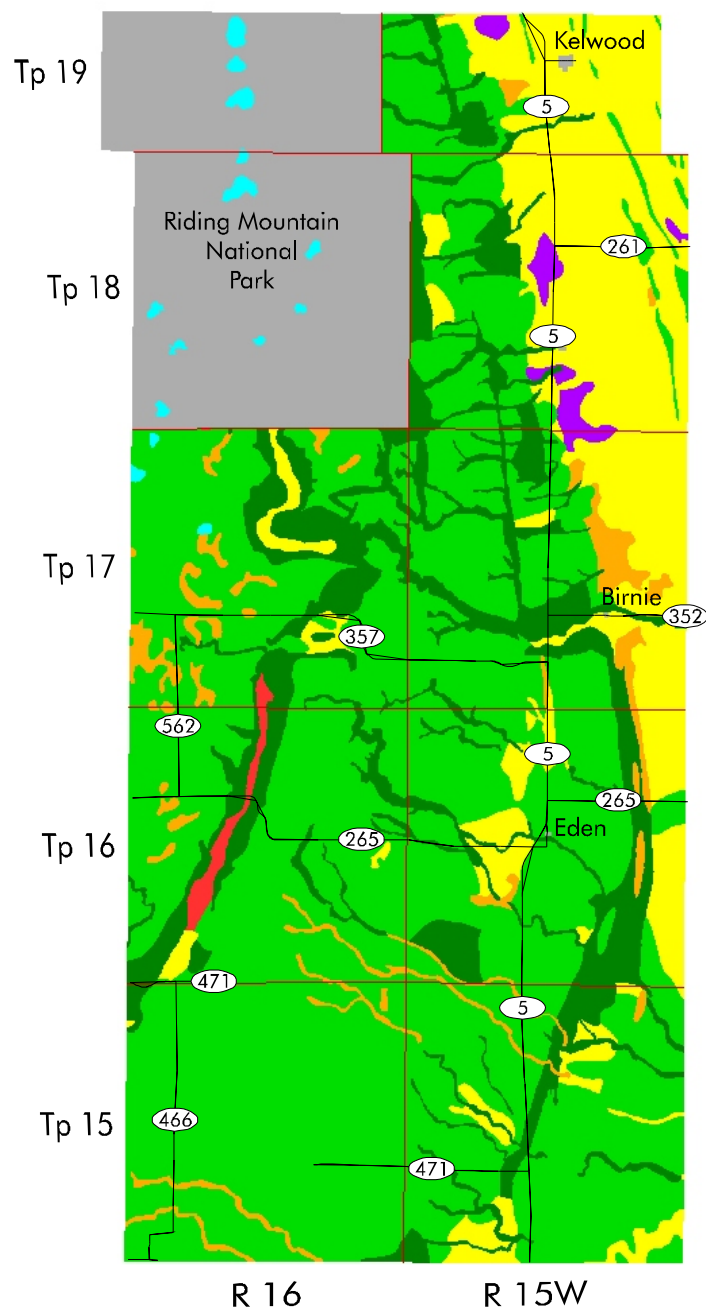 Kelwood
Tp 19
5
Riding Mountain
National
Park
261
Tp 18
5
Tp 17
Birnie
352
357
562
5
265
Eden
265
Tp 16
471
5
Tp 15
466
471
R 16
R 15W